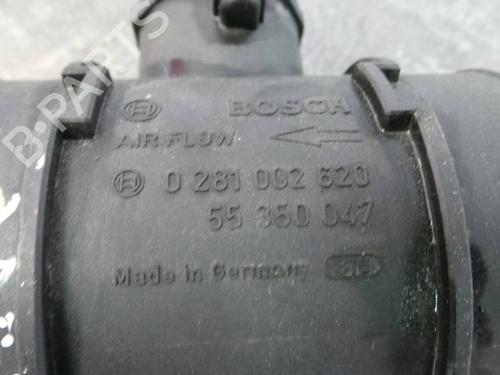 B-PARTS
BOSCH
AIR FLOW
0 281 002 620
55 350 047
Made in Germany